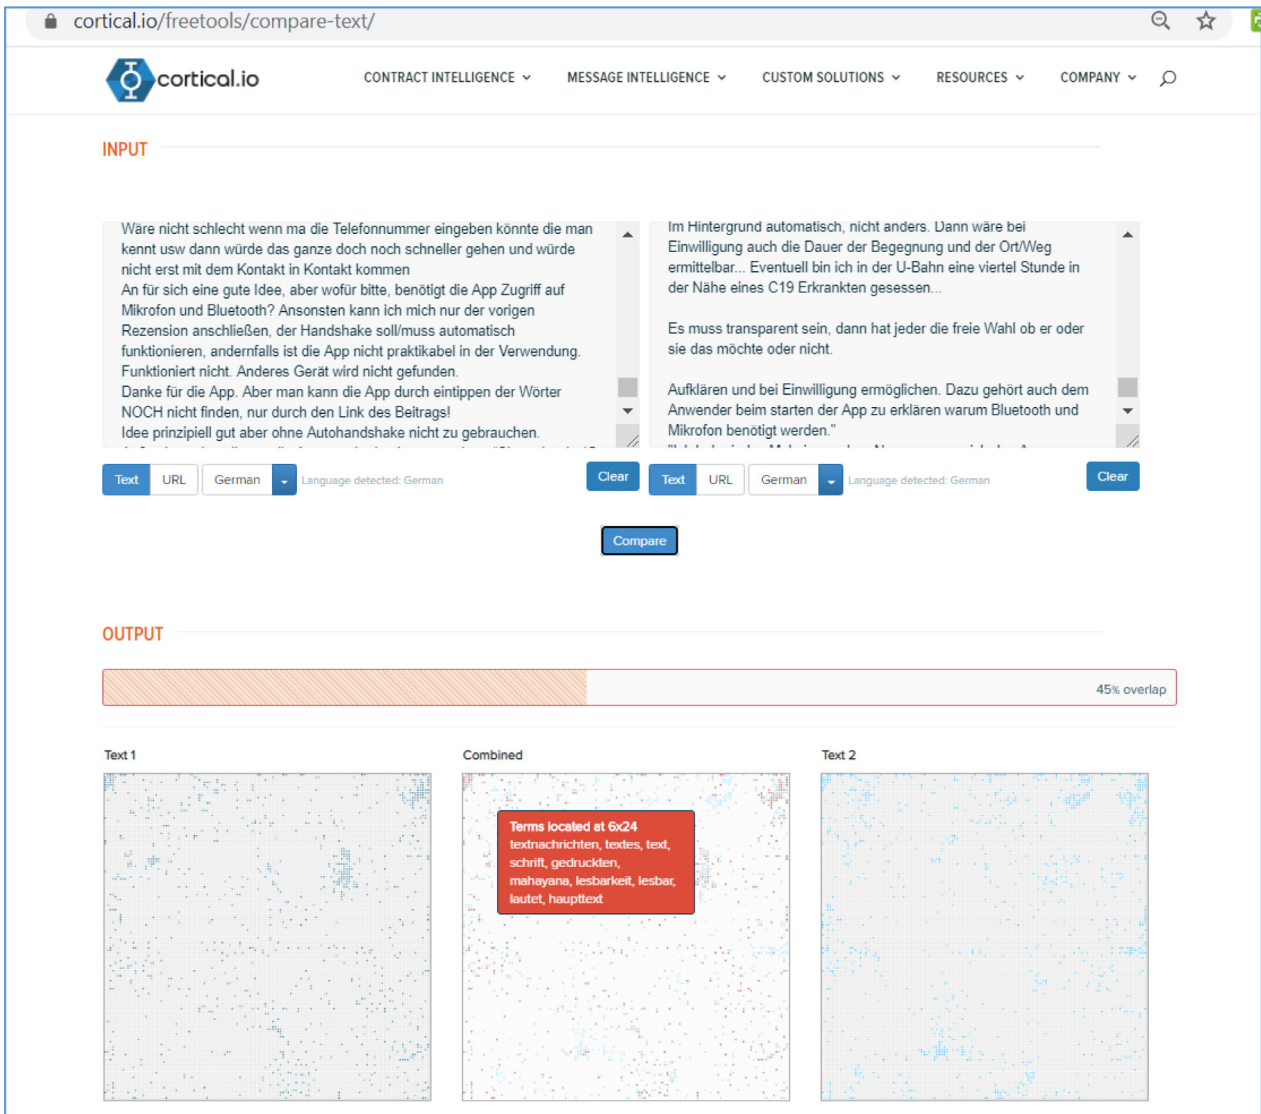 cortical.io/freetools/compare-text/
cortical.io
CONTRACT INTELLIGENCE
MESSAGE INTELLIGENCE
CUSTOM SOLUTIONS
RESOURCES
COMPANY
INPUT
Wäre nicht schlecht wenn ma die Telefonnummer eingeben könnte die man
kennt usw dann würde das ganze doch noch schneller gehen und würde
nicht erst mit dem Kontakt in Kontakt kommen
An für sich eine gute Idee, aber wofür bitte, benötigt die App Zugriff auf
Mikrofon und Bluetooth? Ansonsten kann ich mich nur der vorigen
Rezension anschließen, der Handshake soll/muss automatisch
funktionieren, andernfalls ist die App nicht praktikabel in der Verwendung.
Funktioniert nicht. Anderes Gerät wird nicht gefunden.
Danke für die App. Aber man kann die App durch eintippen der Wörter
NOCH nicht finden, nur durch den Link des Beitrags!
Idee prinzipiell gut aber ohne Autohandshake nicht zu gebrauchen.
Im Hintergrund automatisch, nicht anders. Dann wäre bei
Einwilligung auch die Dauer der Begegnung und der Ort/Weg
ermittelbar... Eventuell bin ich in der U-Bahn eine viertel Stunde in
der Nähe eines C19 Erkrankten gesessen...
Es muss transparent sein, dann hat jeder die freie Wahl ob er oder
sie das möchte oder nicht.
Aufklären und bei Einwilligung ermöglichen. Dazu gehört auch dem
Anwender beim starten der App zu erklären warum Bluetooth und
Mikrofon benötigt werden."
Text URL German Language detected: German Clear
Text URL German Language detected: German Clear
Compare
OUTPUT
45% overlap
Text 1
Combined
Text 2
Terms located at 6x24
textnachrichten, textes, text,
schrift, gedruckten,
mahayana, lesbarkeit, lesbar,
lautet, haupttext